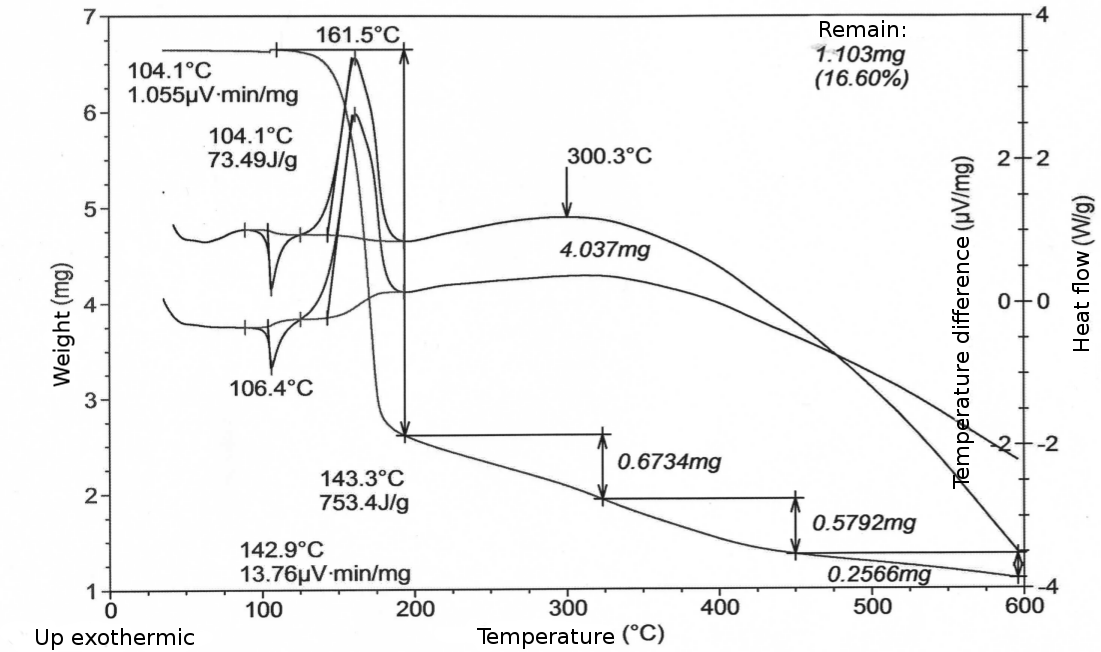 7
6
5
4
3
2
1
Weight (mg)
161.5°C
104.1°C
1.055µV·min/mg
104.1°C
73.49J/g
106.4°C
143.3°C
753.4J/g
142.9°C
13.76µV·min/mg
300.3°C
4.037mg
0.6734mg
0.5792mg
0.2566mg
Remain:
1.103mg
(16.60%)
Temperature difference (µV/mg)
2
0
-2
4
2
0
-2
-4
Heat flow (W/g)
0 100 200 300 400 500 600
Up exothermic
Temperature (°C)